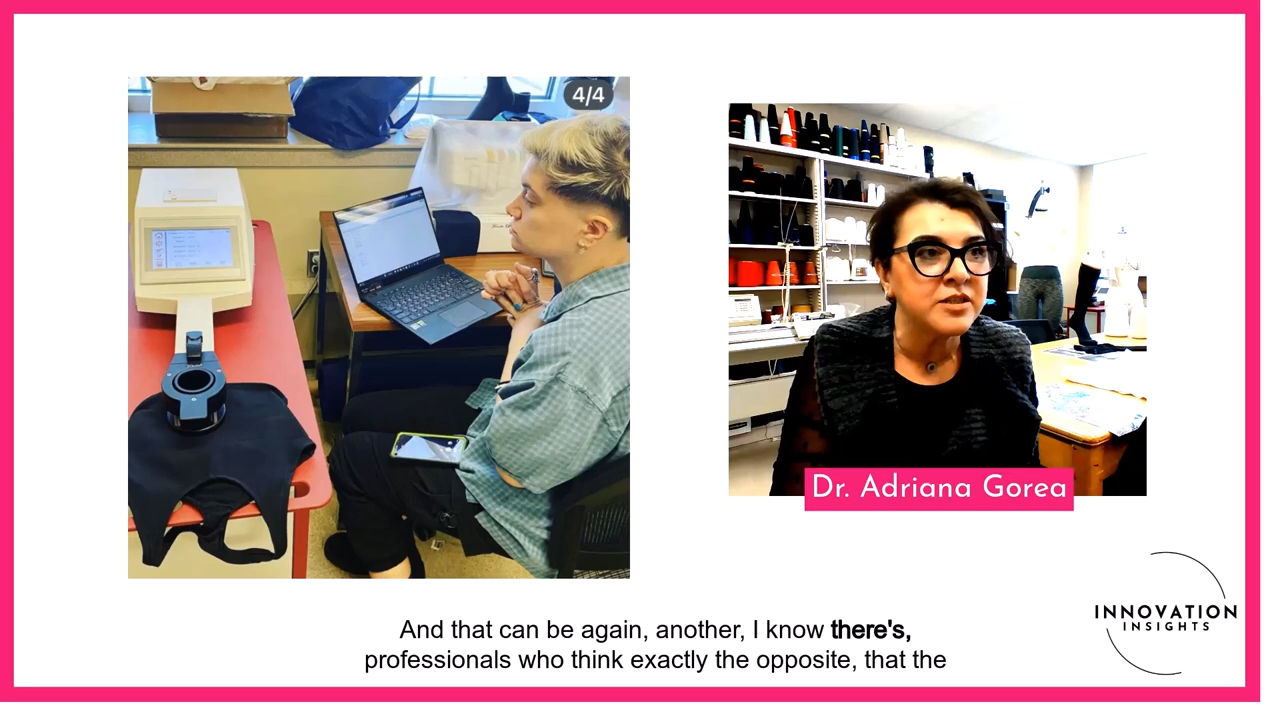 4/4
Dr. Adriana Gorea
INNOVATION
INSIGHTS
And that can be again, another, I know there's,
professionals who think exactly the opposite, that the